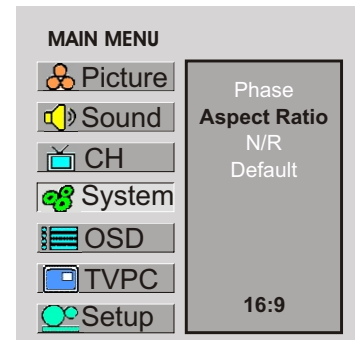 MAIN MENU
Picture
Sound
CH
System
OSD
TVPC
Setup
Phase
Aspect Ratio
N/R
Default
16:9